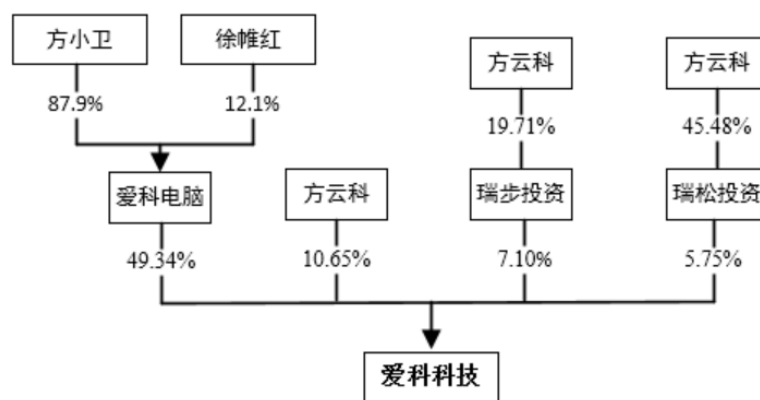 方小卫
徐帷红
方云科
方云科
87.9%
12.1%
19.71%
45.48%
爱科电脑
方云科
瑞步投资
瑞松投资
49.34%
10.65%
7.10%
5.75%
爱科科技